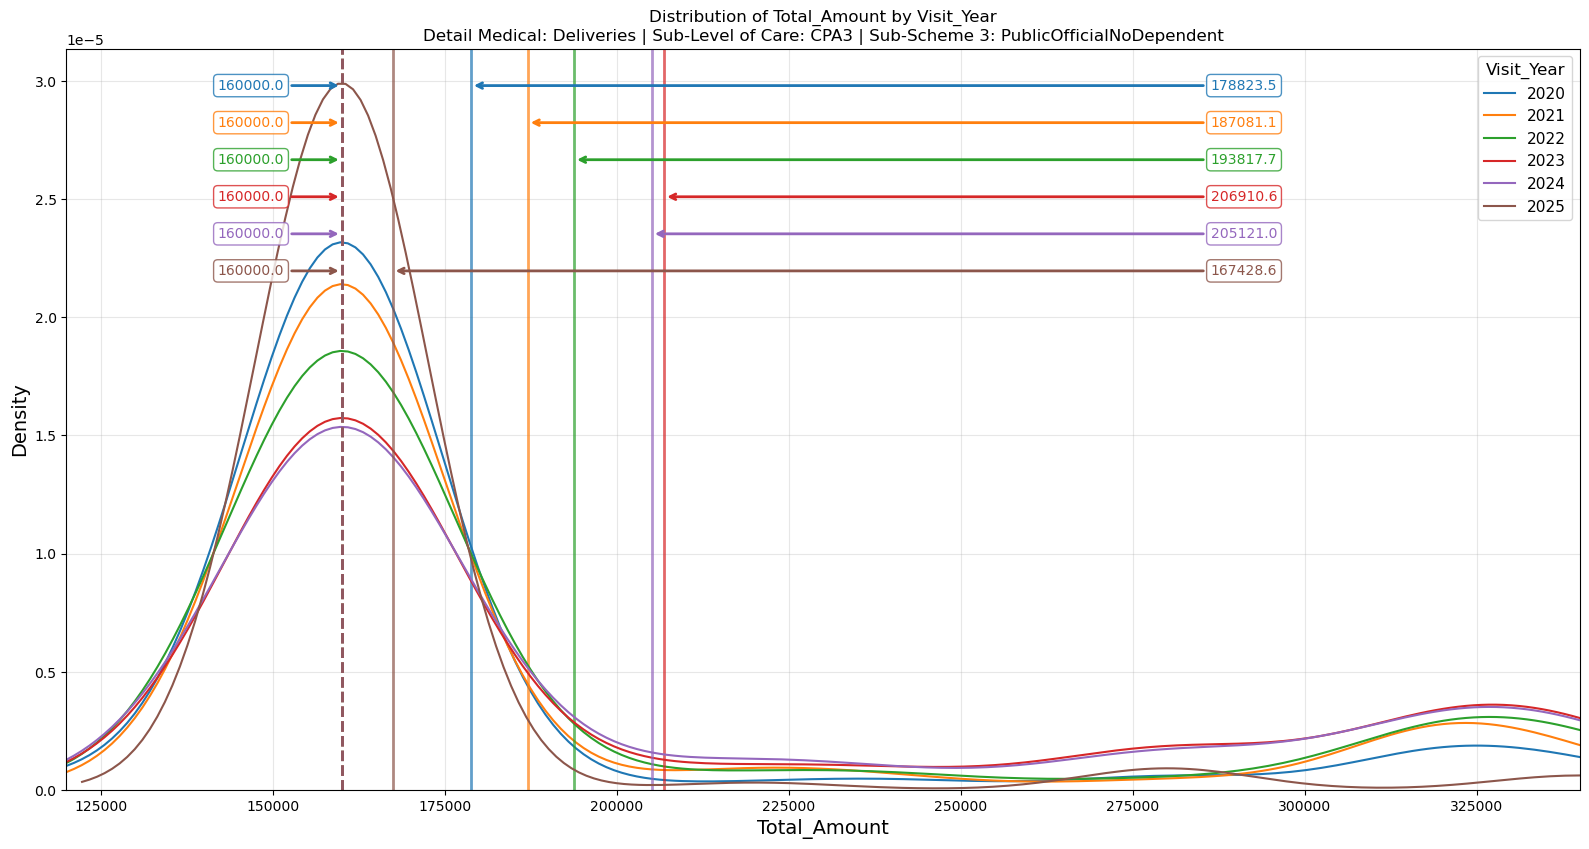 Distribution of Total_Amount by Visit_Year
Detail Medical: Deliveries | Sub-Level of Care: CPA3 | Sub-Scheme 3: PublicOfficialNoDependent
1e−5
3.0
2.5
2.0
1.5
1.0
0.5
0.0
Density
160000.0 178823.5
160000.0 187081.1
160000.0 193817.7
160000.0 206910.6
160000.0 205121.0
160000.0 167428.6
Visit_Year
2020
2021
2022
2023
2024
2025
125000 150000 175000 200000 225000 250000 275000 300000 325000
Total_Amount